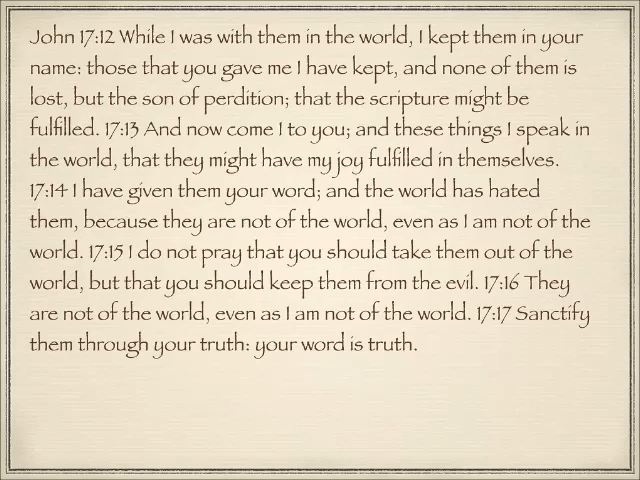 John 17:12 While I was with them in the world, I kept them in your
name: those that you gave me I have kept, and none of them is
lost, but the son of perdition; that the scripture might be
fulfilled. 17:13 And now come I to you; and these things I speak in
the world, that they might have my joy fulfilled in themselves.
17:14 I have given them your word; and the world has hated
them, because they are not of the world, even as I am not of the
world. 17:15 I do not pray that you should take them out of the
world, but that you should keep them from the evil. 17:16 They
are not of the world, even as I am not of the world. 17:17 Sanctify
them through your truth: your word is truth.